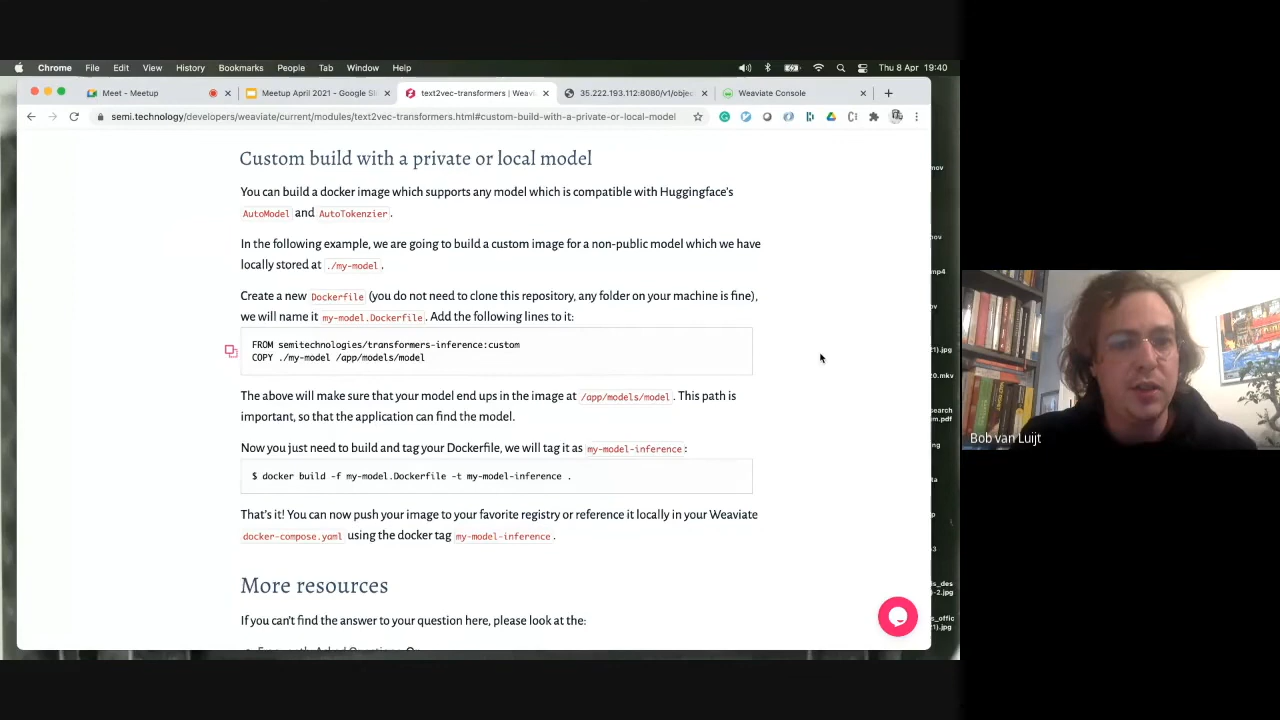 Chrome File Edit View History Bookmarks People Tab Window Help Thu 8 Apr 19:40
Meet - Meetup
Meetup April 2021 - Google Sl
text2vec-transformers | Weavi
35.222.193.112:8080/v1/objec
Weaviate Console
semi.technology/developers/weaviate/current/modules/text2vec-transformers.html#custom-build-with-a-private-or-local-model
Custom build with a private or local model
You can build a docker image which supports any model which is compatible with Huggingface's
AutoModel and AutoTokenzier.
In the following example, we are going to build a custom image for a non-public model which we have
locally stored at ./my-model.
Create a new Dockerfile (you do not need to clone this repository, any folder on your machine is fine),
we will name it my-model.Dockerfile. Add the following lines to it:
FROM semitechnologies/transformers-inference:custom
COPY ./my-model /app/models/model
The above will make sure that your model end ups in the image at /app/models/model. This path is
important, so that the application can find the model.
Now you just need to build and tag your Dockerfile, we will tag it as my-model-inference:
$ docker build -f my-model.Dockerfile -t my-model-inference .
That's it! You can now push your image to your favorite registry or reference it locally in your Weaviate
docker-compose.yaml using the docker tag my-model-inference.
More resources
If you can't find the answer to your question here, please look at the:
Bob van Luijt